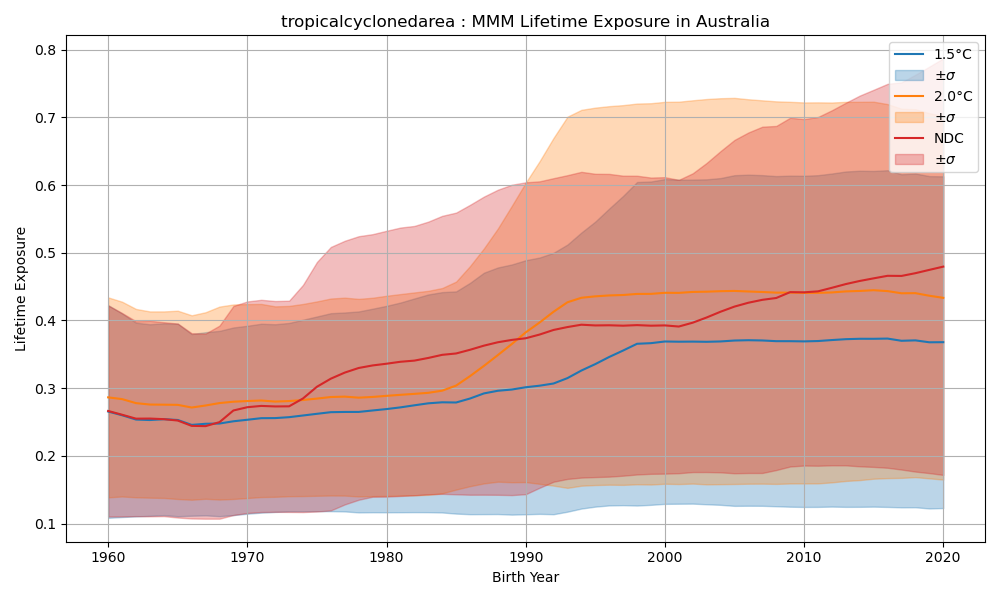 tropicalcyclonedarea : MMM Lifetime Exposure in Australia
Lifetime Exposure
0.8
0.7
0.6
0.5
0.4
0.3
0.2
0.1
1.5°C
±σ
2.0°C
±σ
NDC
±σ
1960 1970 1980 1990 2000 2010 2020
Birth Year